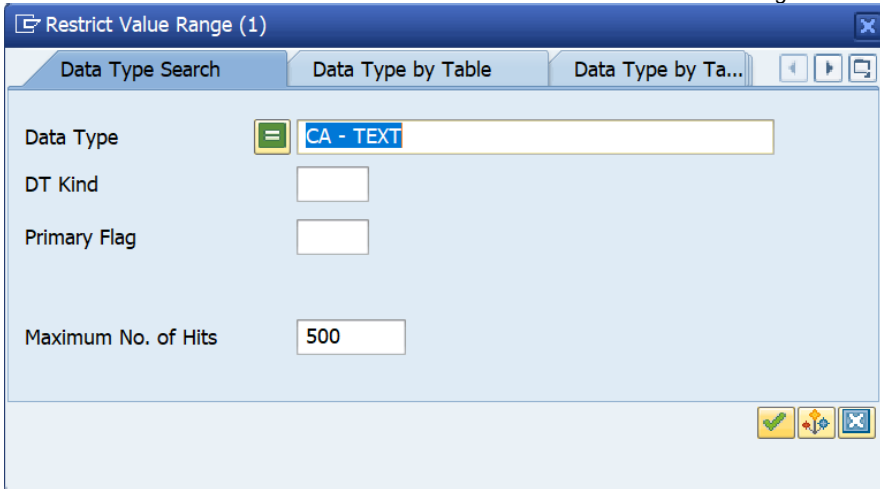 Restrict Value Range (1)
Data Type Search Data Type by Table Data Type by Ta...
Data Type CA - TEXT
DT Kind
Primary Flag
Maximum No. of Hits 500